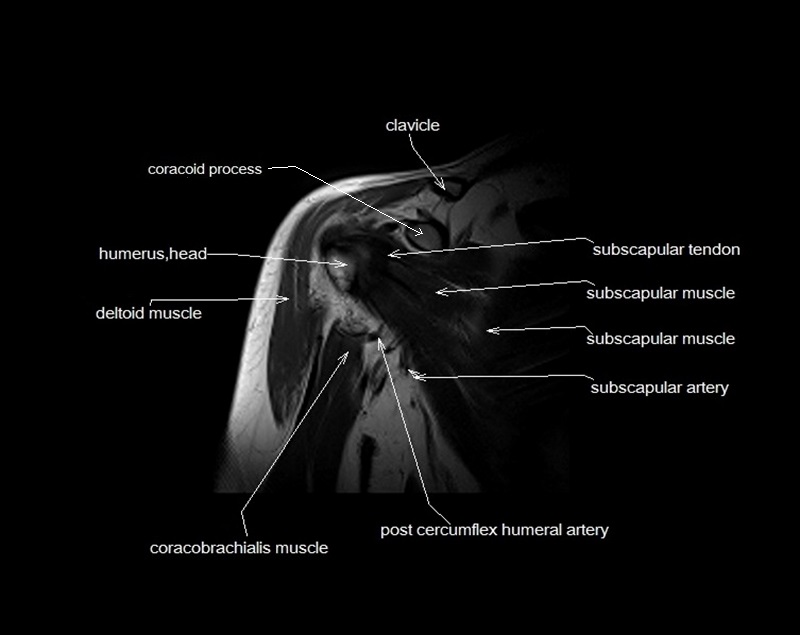 clavicle
coracoid process
humerus,head
subscapular tendon
subscapular muscle
deltoid muscle
subscapular muscle
subscapular artery
post cercumflex humeral artery
coracobrachialis muscle